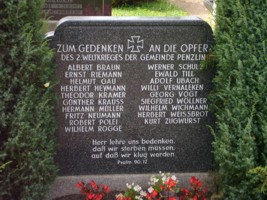 ZUM GEDENKEN AN DIE OPFER
DES 2 WELTKRIEGES DER GEMEINDE PENZLIN
ALBERT BRAUN WERNER SCHULZ
ERNST RIEMANN EWALD TILL
HELMUT GAU ADOLF UBACH
HERBERT HEYMANN WILLI VERNALEKEN
THEODOR KRAMER GEORG VOGT
GÜNTHER KRAUSS SIEGFRIED WÖLLNER
HERMANN MÜLLER WILHELM WICHMANN
FRITZ NEUMANN HERBERT WEISSBROT
ROBERT POLEI KURT ZUGWURST
WILHELM ROGGE
Herr lehre uns bedenken,
daß wir sterben müssen,
auf daß wir klug werden.
Psalm 90, 12